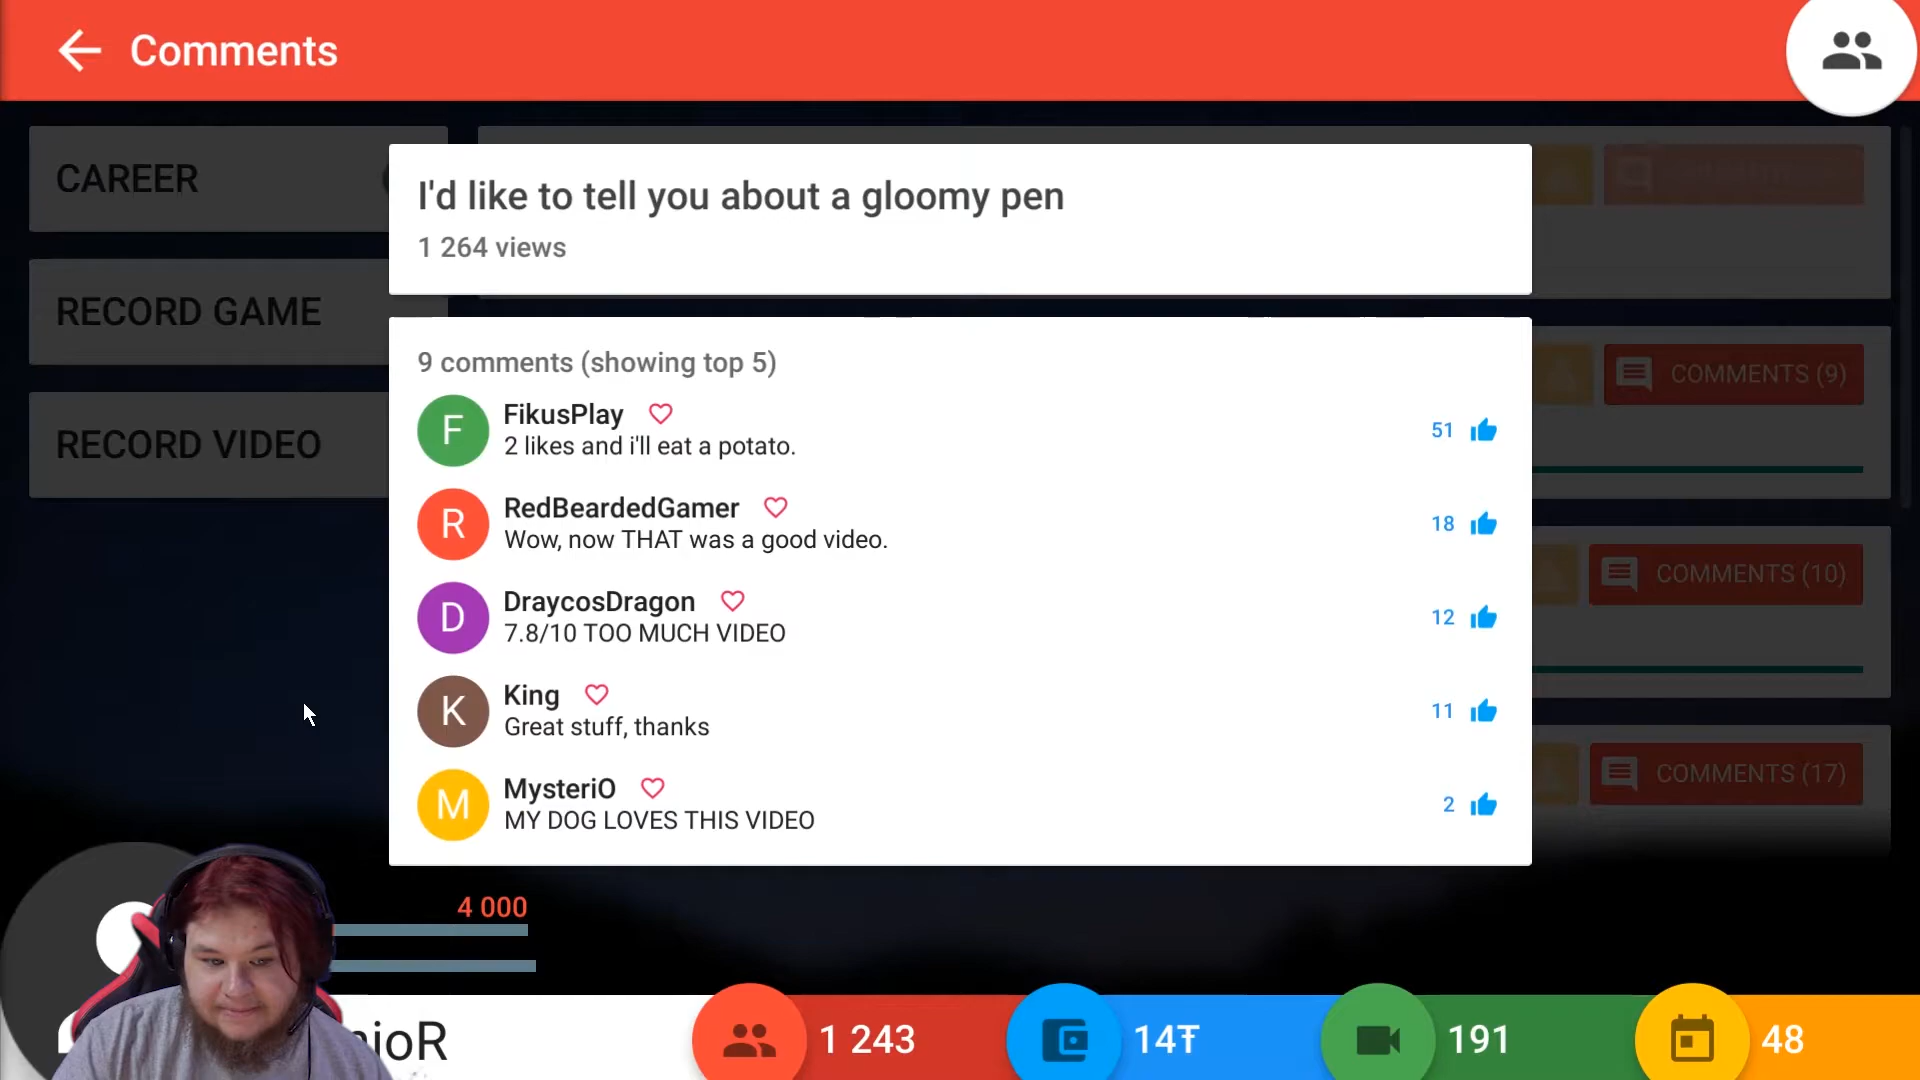 Comments
CAREER
RECORD GAME
RECORD VIDEO
I'd like to tell you about a gloomy pen
1 264 views
9 comments (showing top 5)
F
FikusPlay
2 likes and i'll eat a potato.
51
R
RedBeardedGamer
Wow, now THAT was a good video.
18
D
DraycosDragon
7.8/10 TOO MUCH VIDEO
12
K
King
Great stuff, thanks
11
M
MysteriO
MY DOG LOVES THIS VIDEO
2
COMMENTS (9)
COMMENTS (10)
COMMENTS (17)
4 000
ioR
1 243
14Ŧ
191
48